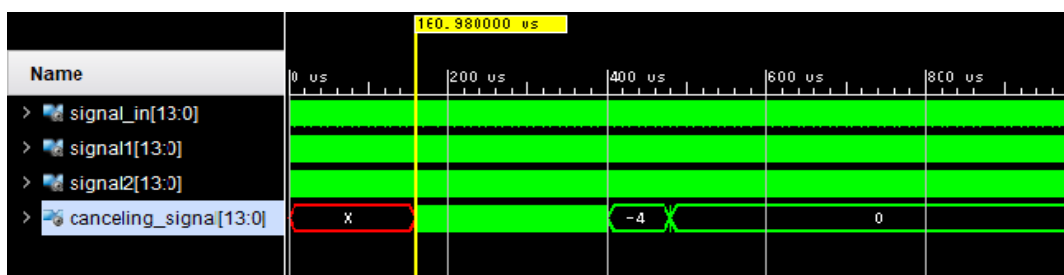 160.980000 us
Name
0 us 200 us 400 us 600 us 800 us
> signal_in[13:0]
> signal1[13:0]
> signal2[13:0]
> canceling_signal[13:0] X -4 0